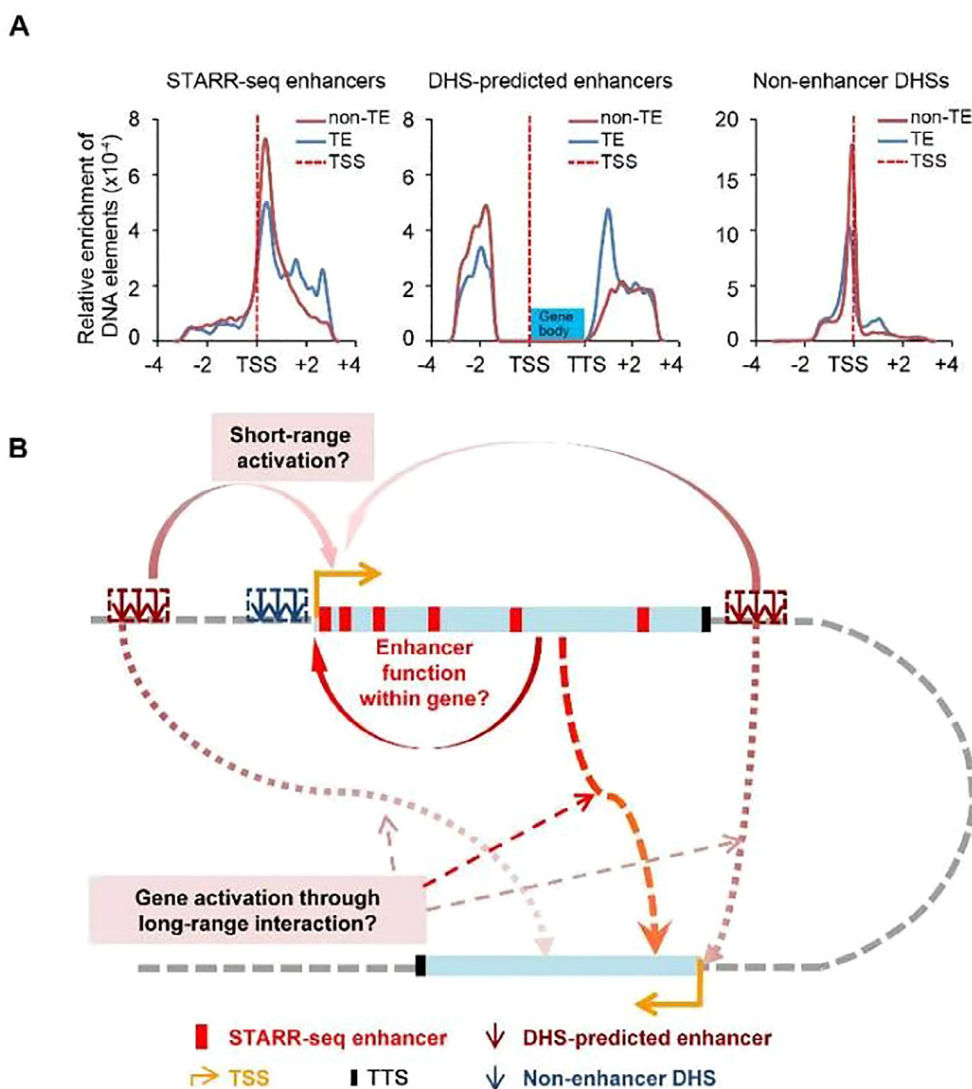 A
STARR-seq enhancers
DHS-predicted enhancers
Non-enhancer DHSs
Relative enrichment of
DNA elements (x10⁻⁴)
8
6
4
2
0
-4
-2
TSS
+2
+4
non-TE
TE
TSS
8
6
4
2
0
-4
-2
TSS
TTS
+2
+4
non-TE
TE
TSS
Gene
body
20
15
10
5
0
-4
-2
TSS
+2
+4
non-TE
TE
TSS
B
Short-range
activation?
Enhancer
function
within gene?
Gene activation through
long-range interaction?
STARR-seq enhancer
DHS-predicted enhancer
TSS
TTS
Non-enhancer DHS